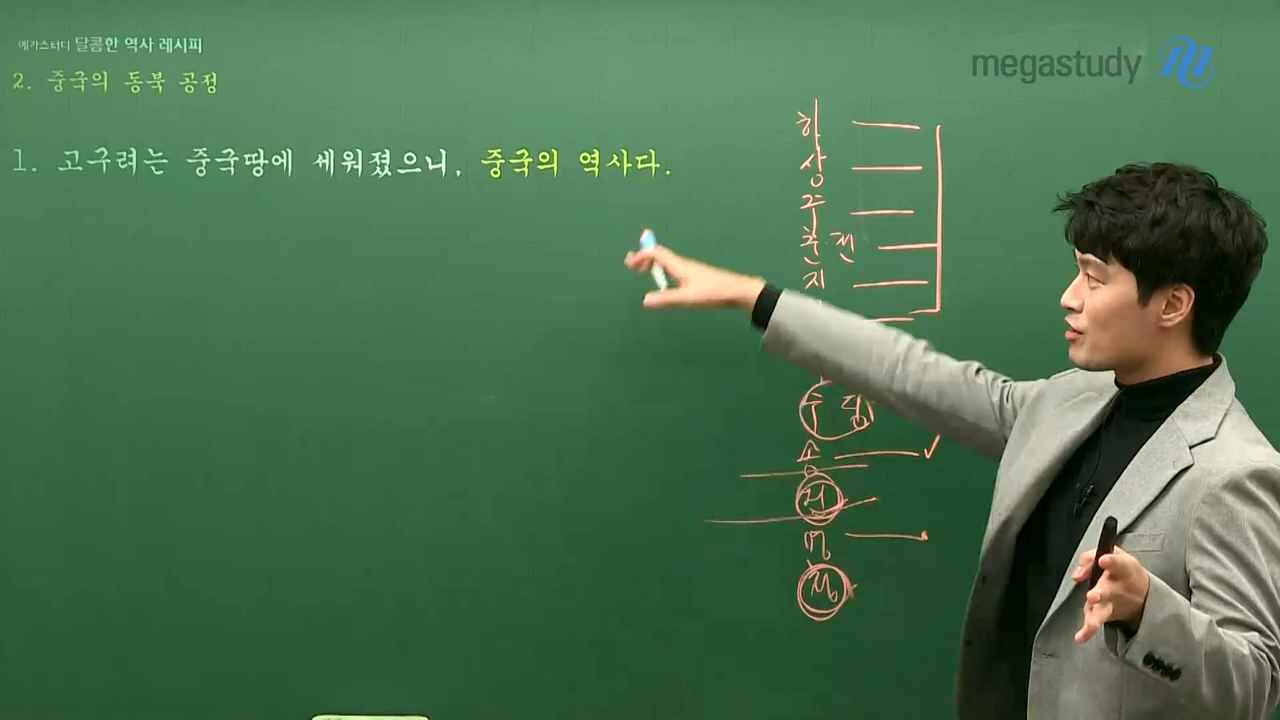 메가스터디 달콤한 역사 레시피
megastudy
2. 중국의 동북 공정
1. 고구려는 중국땅에 세워졌으니, 중국의 역사다.
하
상
주
춘 전
수 당
송
명
청